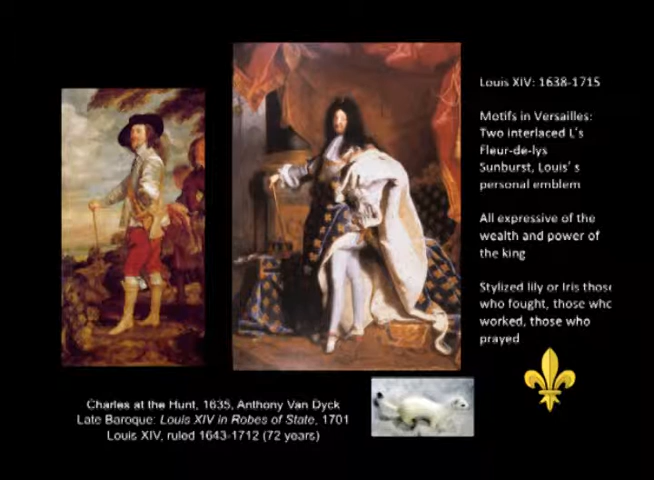 Louis XIV: 1638-1715
Motifs in Versailles:
Two interlaced L's
Fleur-de-lys
Sunburst, Louis' s
personal emblem
All expressive of the
wealth and power of
the king
Stylized lily or Iris those
who fought, those who
worked, those who
prayed
Charles at the Hunt, 1635, Anthony Van Dyck
Late Baroque: Louis XIV in Robes of State, 1701
Louis XIV, ruled 1643-1712 (72 years)